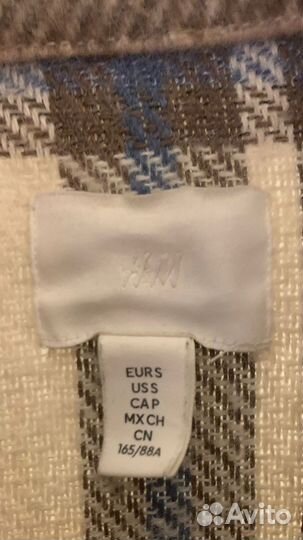 H&M
EUR S
US S
CA P
MX CH
CN
165/88A
Avito